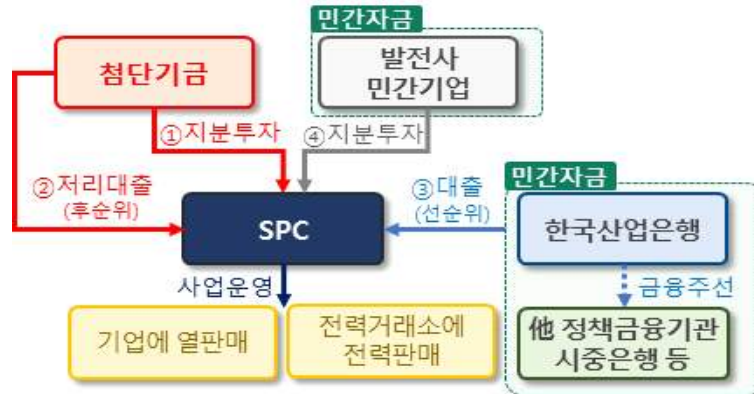 민간자금
첨단기금
발전사
민간기업
①지분투자
④지분투자
②저리대출
(후순위)
SPC
③대출
(선순위)
민간자금
한국산업은행
사업운영
금융주선
기업에 열판매
전력거래소에
전력판매
他 정책금융기관
시중은행 등